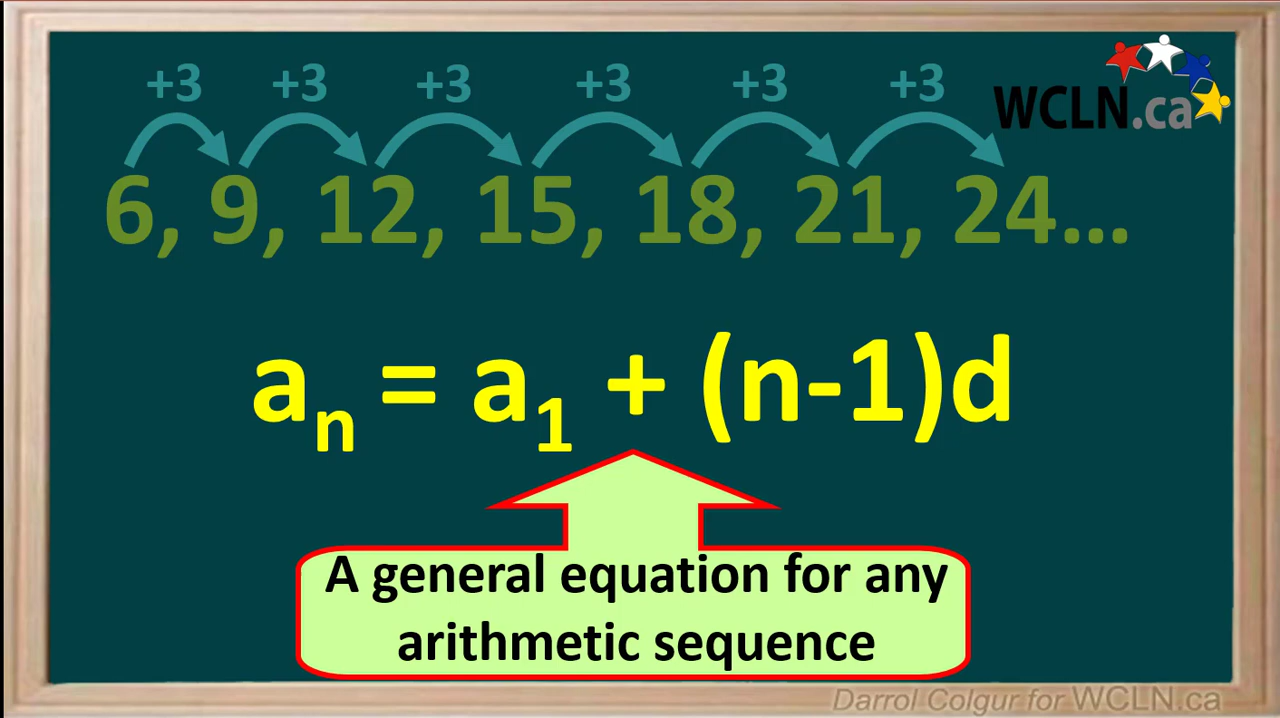 +3 +3 +3 +3 +3 +3
WCLN.ca
6, 9, 12, 15, 18, 21, 24...
aₙ = a₁ + (n-1)d
A general equation for any
arithmetic sequence
Darrol Colgur for WCLN.ca